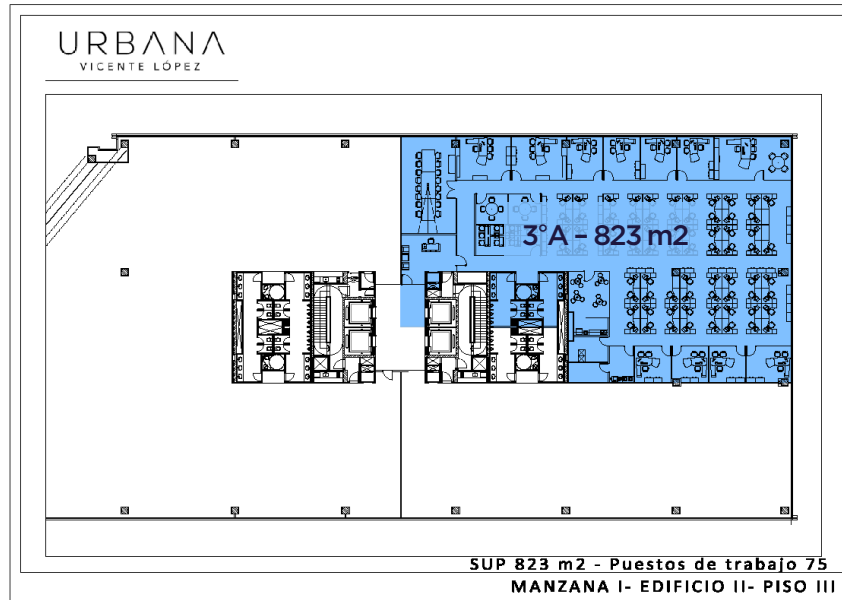 URBANA
VICENTE LÓPEZ
3°A - 823 m2
SUP 823 m2 - Puestos de trabajo 75
MANZANA I- EDIFICIO II- PISO III